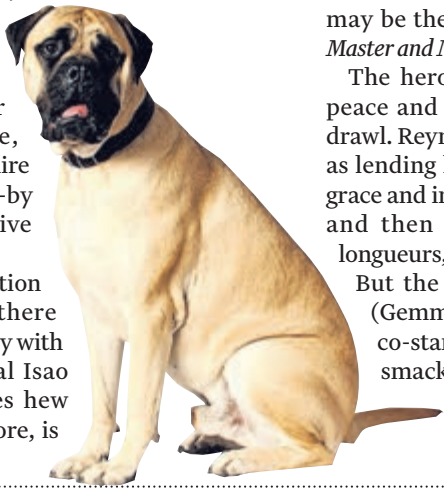 r
e,
ire
-by
ive
tion
there
y with
al Isao
es hew
ore, is
may be the
Master and
The hero
peace and
drawl. Reyn
as lending
grace and in
and then
longueurs,
But the
(Gemm
co-star
smack